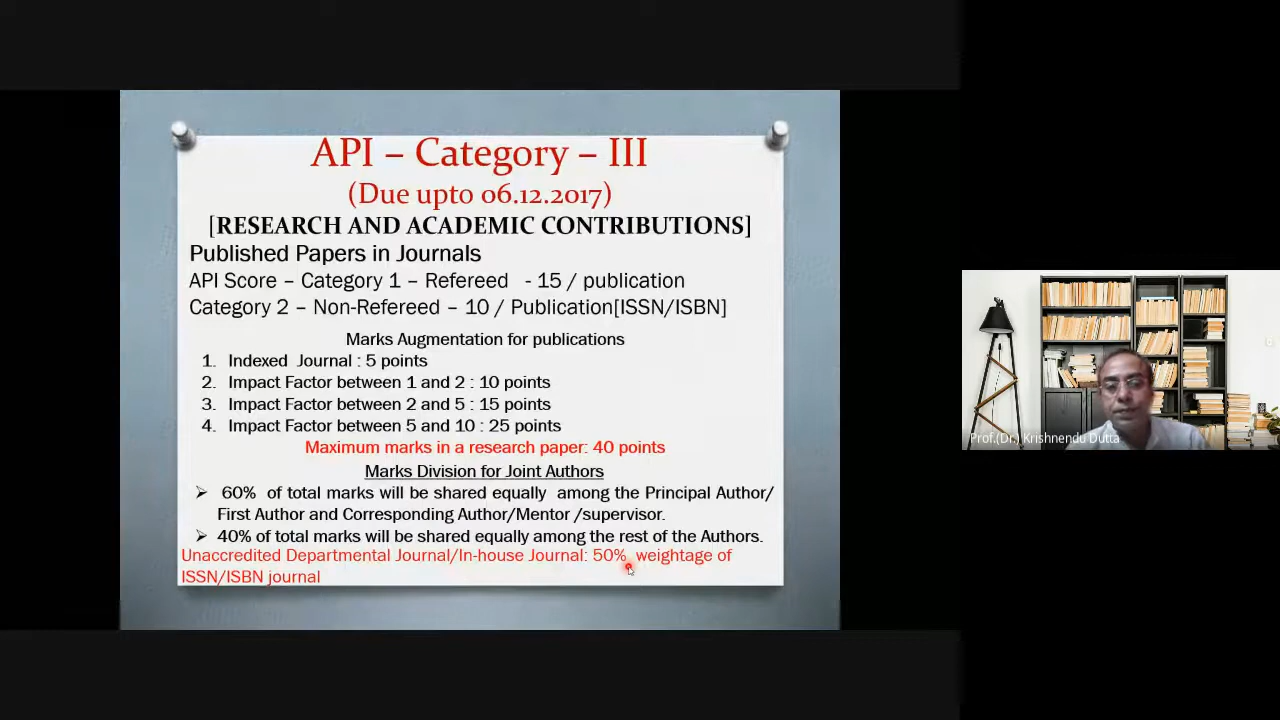 API – Category – III
(Due upto 06.12.2017)
[RESEARCH AND ACADEMIC CONTRIBUTIONS]
Published Papers in Journals
API Score – Category 1 – Refereed - 15 / publication
Category 2 – Non-Refereed – 10 / Publication[ISSN/ISBN]
Marks Augmentation for publications
1. Indexed Journal : 5 points
2. Impact Factor between 1 and 2 : 10 points
3. Impact Factor between 2 and 5 : 15 points
4. Impact Factor between 5 and 10 : 25 points
Maximum marks in a research paper: 40 points
Marks Division for Joint Authors
➢ 60% of total marks will be shared equally among the Principal Author/
First Author and Corresponding Author/Mentor /supervisor.
➢ 40% of total marks will be shared equally among the rest of the Authors.
Unaccredited Departmental Journal/In-house Journal: 50% weightage of
ISSN/ISBN journal
Prof.(Dr.) Krishnendu Dutta